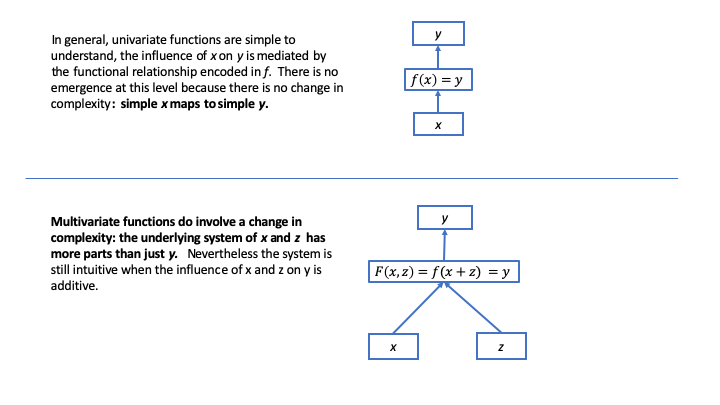 In general, univariate functions are simple to
understand, the influence of x on y is mediated by
the functional relationship encoded in f. There is no
emergence at this level because there is no change in
complexity: simple x maps to simple y.
y
f(x) = y
x
Multivariate functions do involve a change in
complexity: the underlying system of x and z has
more parts than just y. Nevertheless the system is
still intuitive when the influence of x and z on y is
additive.
y
F(x, z) = f(x + z) = y
x
z